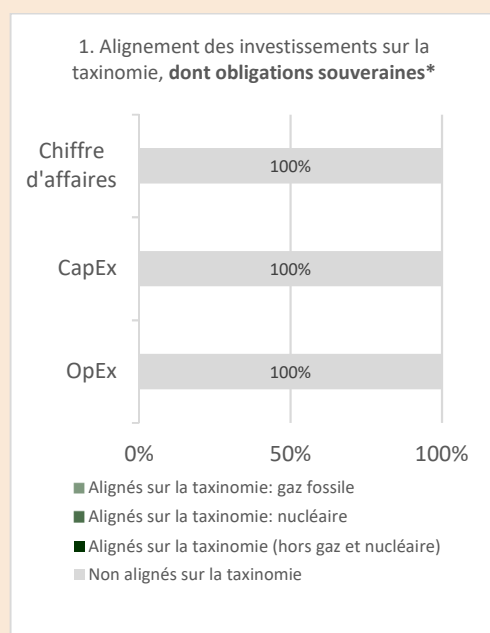 1. Alignement des investissements sur la
taxinomie, dont obligations souveraines*
Chiffre
d'affaires
100%
CapEx
100%
OpEx
100%
0%
50%
100%
Alignés sur la taxinomie: gaz fossile
Alignés sur la taxinomie: nucléaire
Alignés sur la taxinomie (hors gaz et nucléaire)
Non alignés sur la taxinomie